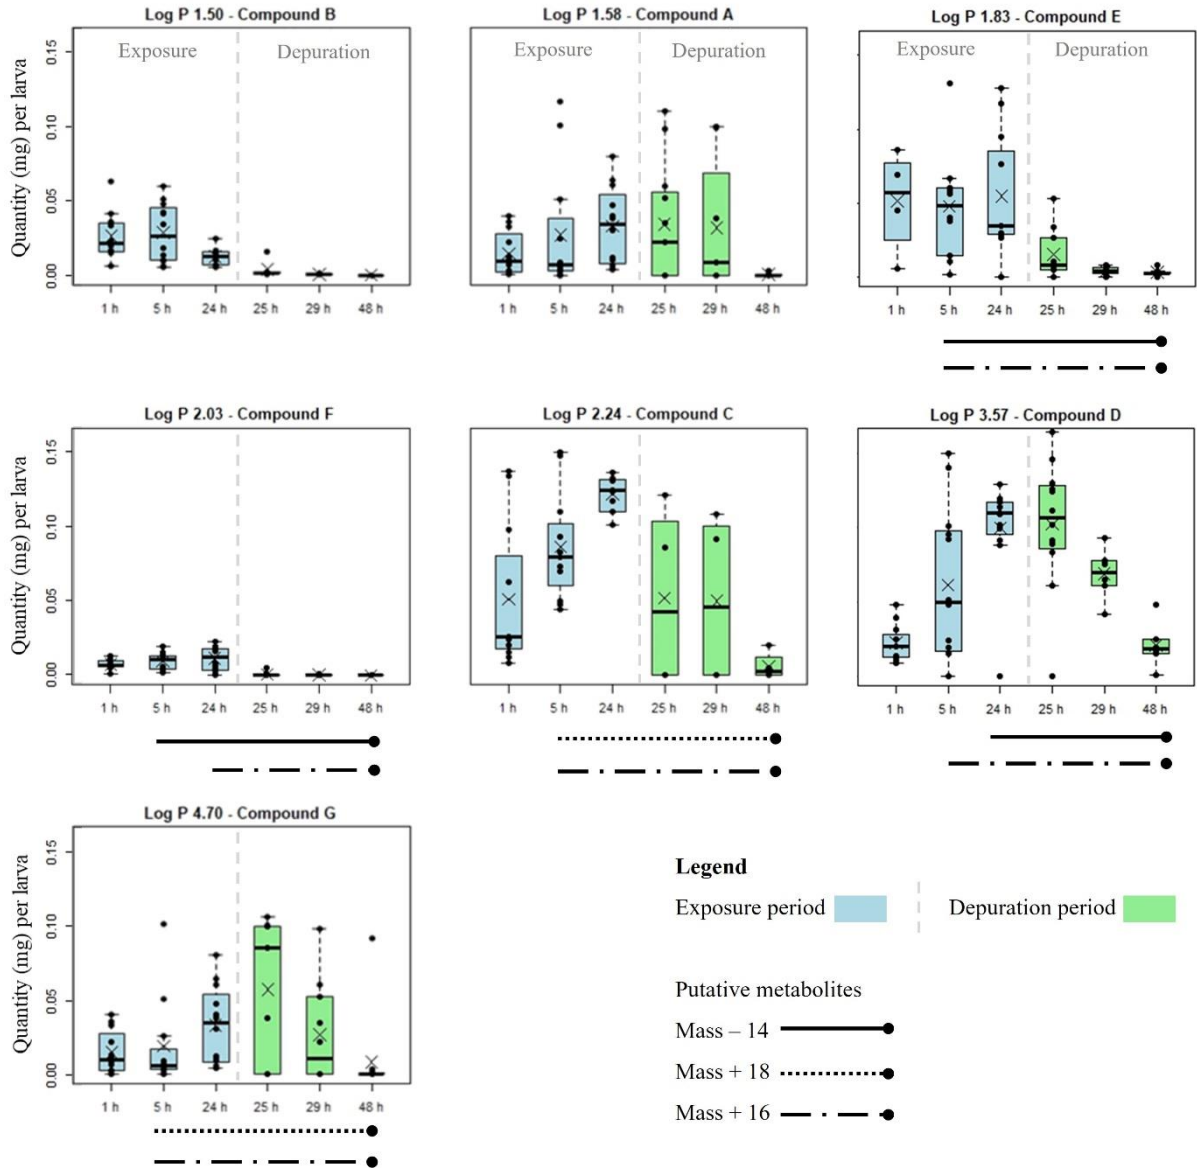 Log P 1.50 - Compound B
Quantity (mg) per larva
0.15
0.10
0.05
0.00
Exposure
Depuration
1 h 5 h 24 h 25 h 29 h 48 h
Log P 1.58 - Compound A
Exposure
Depuration
1 h 5 h 24 h 25 h 29 h 48 h
Log P 1.83 - Compound E
Exposure
Depuration
1 h 5 h 24 h 25 h 29 h 48 h
Log P 2.03 - Compound F
Quantity (mg) per larva
0.15
0.10
0.05
0.00
1 h 5 h 24 h 25 h 29 h 48 h
Log P 2.24 - Compound C
1 h 5 h 24 h 25 h 29 h 48 h
Log P 3.57 - Compound D
1 h 5 h 24 h 25 h 29 h 48 h
Log P 4.70 - Compound G
Quantity (mg) per larva
0.15
0.10
0.05
0.00
1 h 5 h 24 h 25 h 29 h 48 h
Legend
Exposure period
Depuration period
Putative metabolites
Mass – 14
Mass + 18
Mass + 16